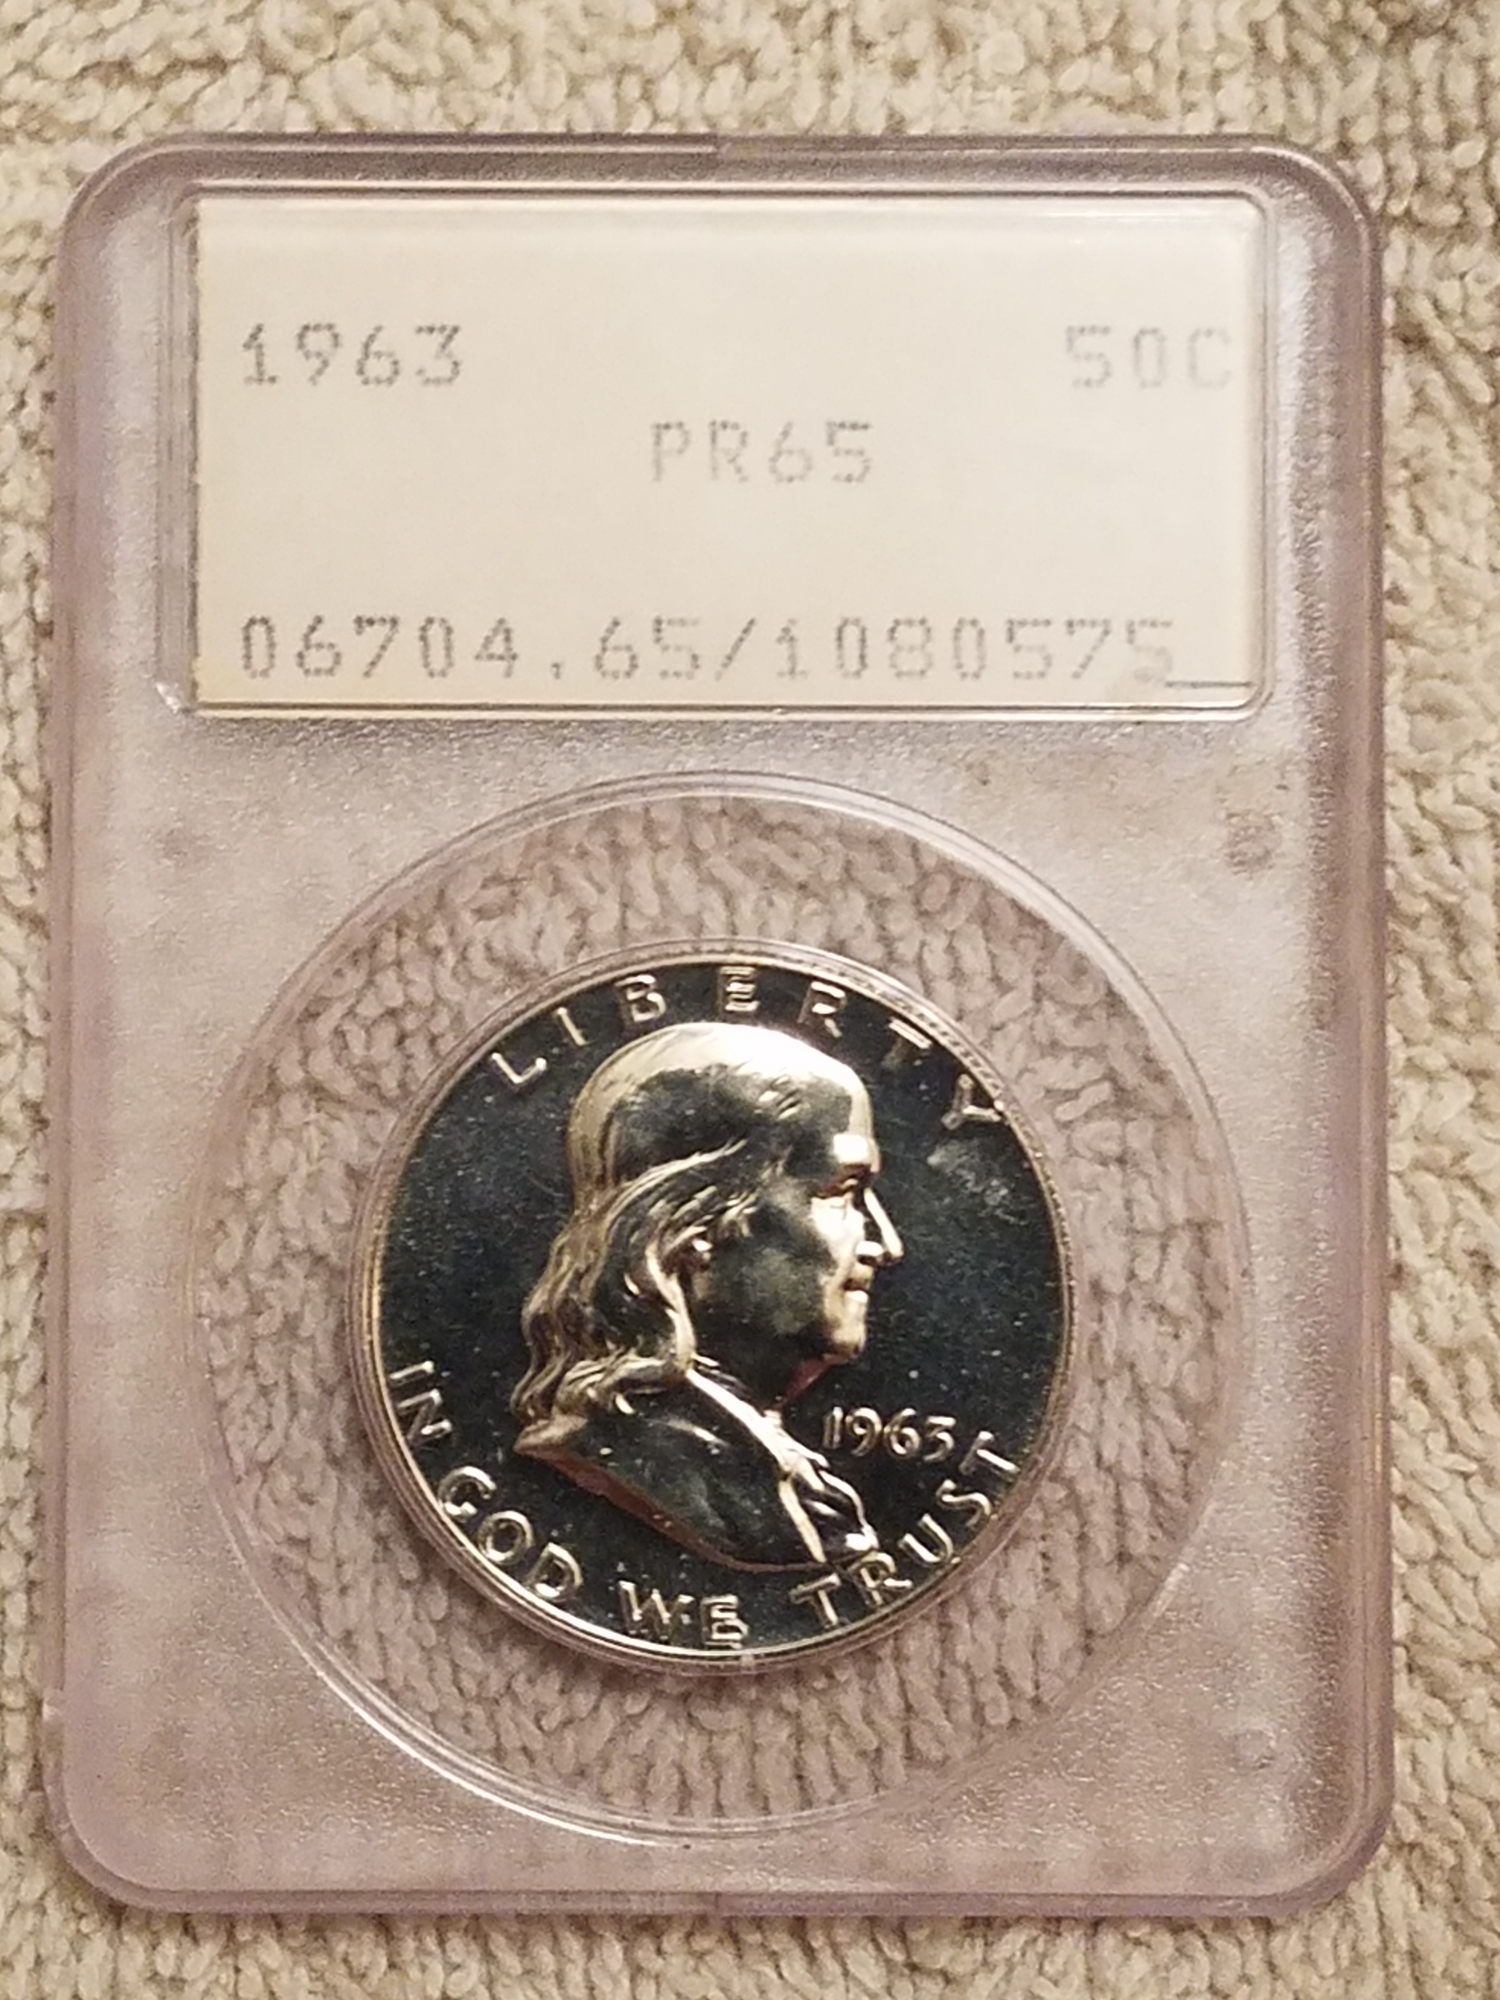 1963 50C
PR65
06704.65/1080575
LIBERTY
1963
IN GOD WE TRUST